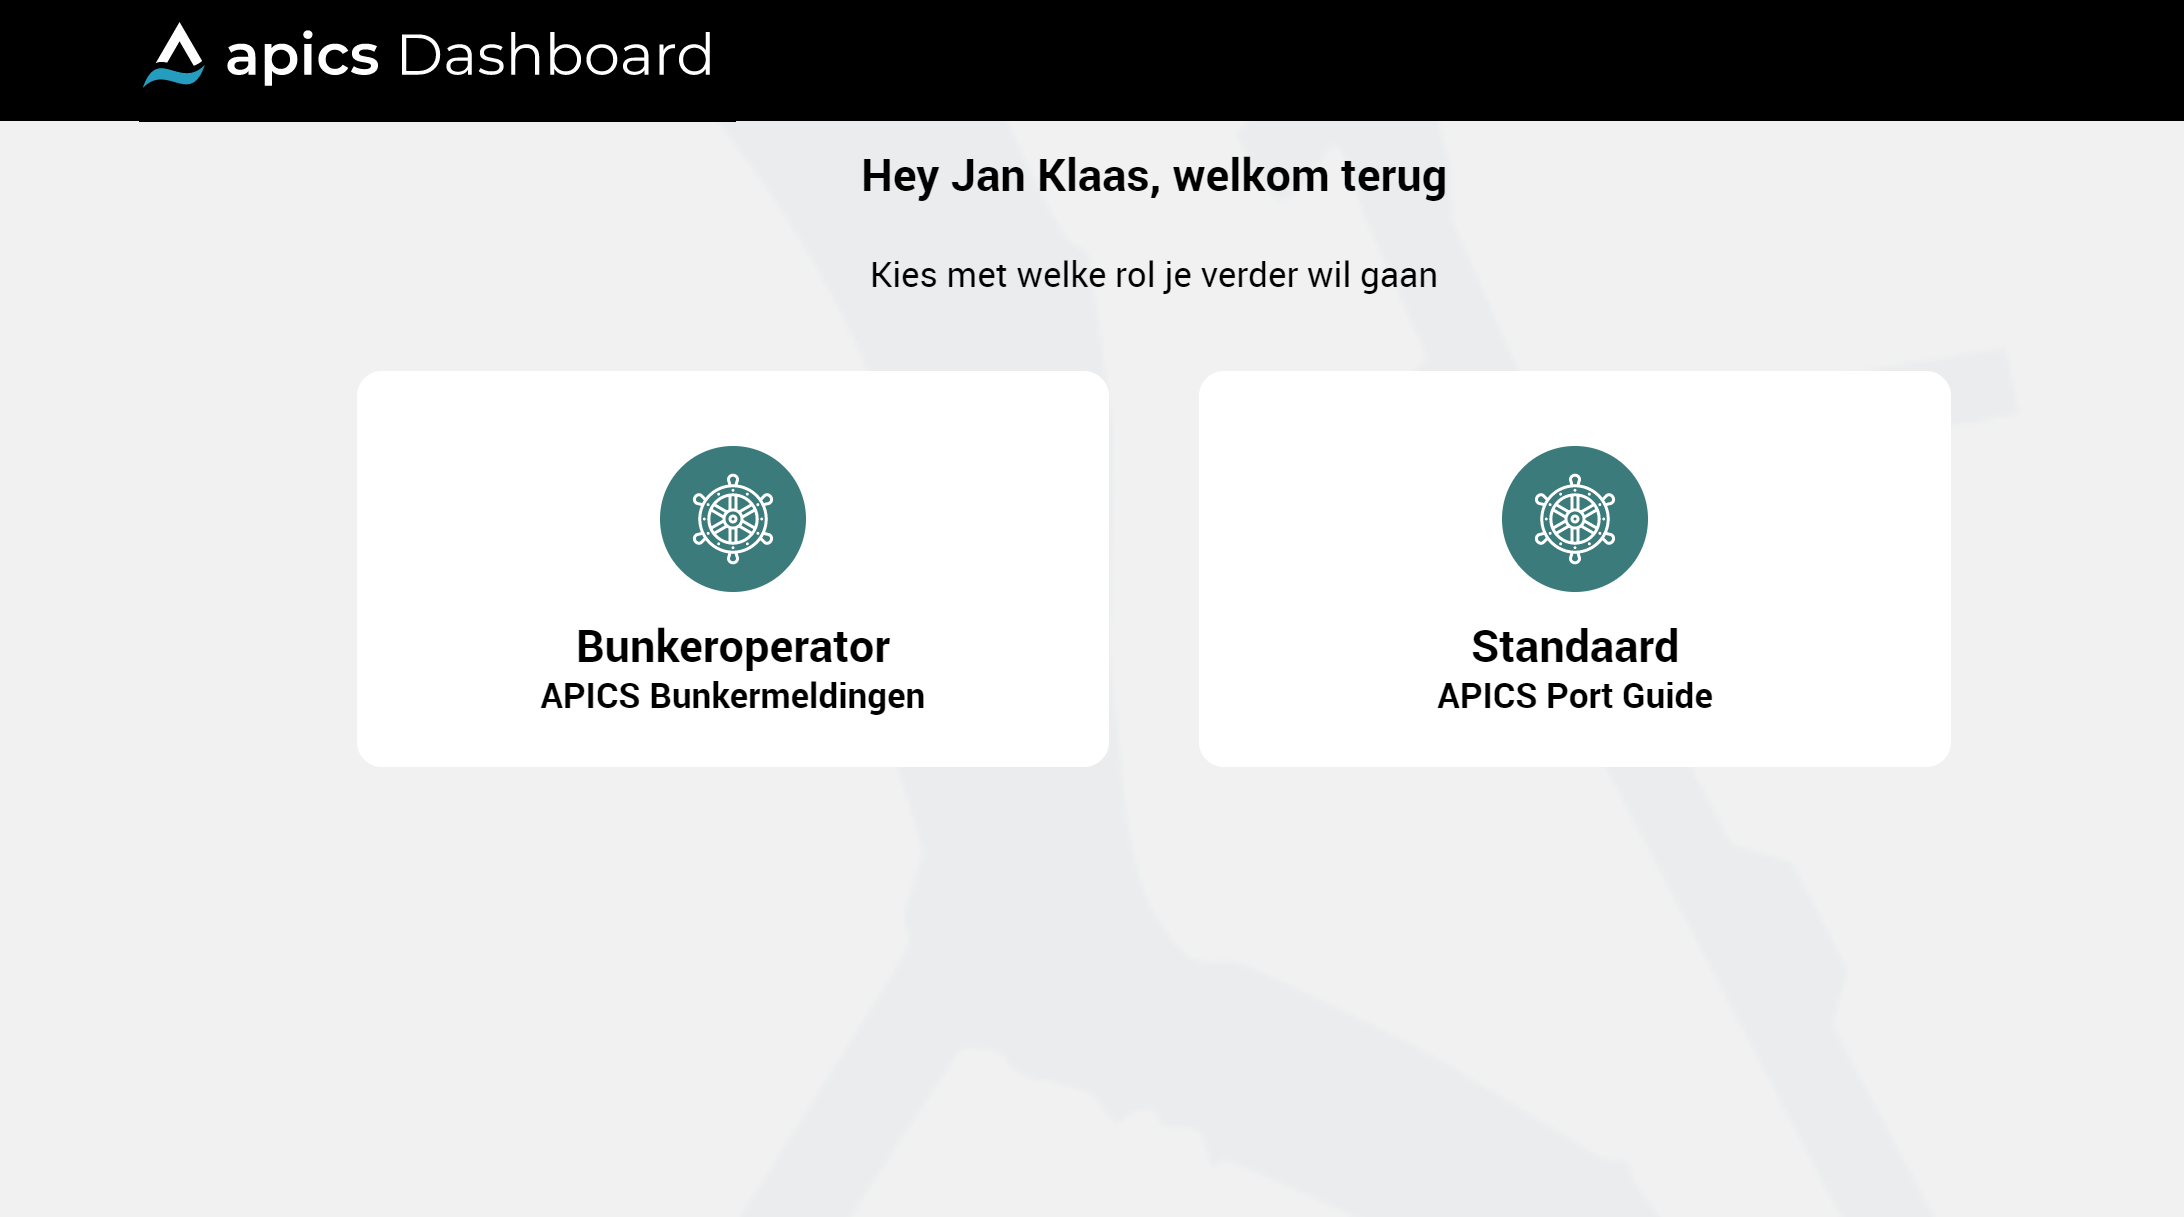 apics Dashboard
Hey Jan Klaas, welkom terug
Kies met welke rol je verder wil gaan
Bunkeroperator
APICS Bunkermeldingen
Standaard
APICS Port Guide